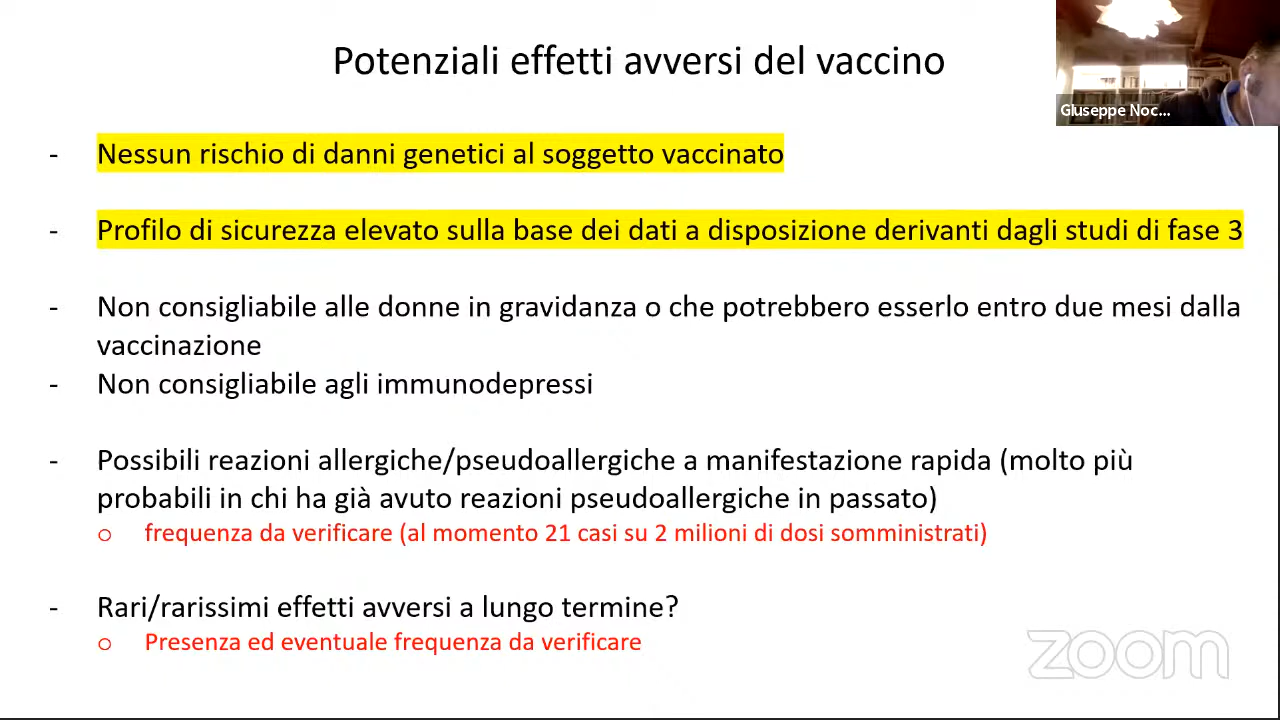 Potenziali effetti avversi del vaccino
Giuseppe Noc...
- Nessun rischio di danni genetici al soggetto vaccinato
- Profilo di sicurezza elevato sulla base dei dati a disposizione derivanti dagli studi di fase 3
- Non consigliabile alle donne in gravidanza o che potrebbero esserlo entro due mesi dalla
vaccinazione
- Non consigliabile agli immunodepressi
- Possibili reazioni allergiche/pseudoallergiche a manifestazione rapida (molto più
probabili in chi ha già avuto reazioni pseudoallergiche in passato)
o frequenza da verificare (al momento 21 casi su 2 milioni di dosi somministrati)
- Rari/rarissimi effetti avversi a lungo termine?
o Presenza ed eventuale frequenza da verificare
zoom